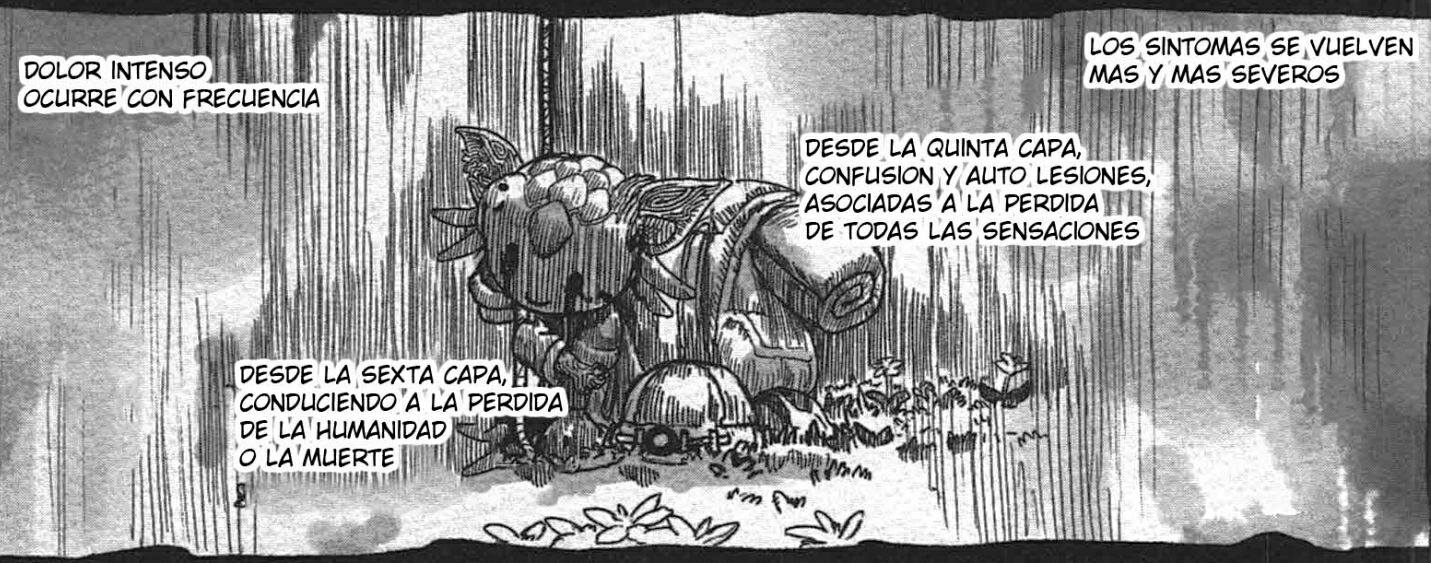 LOS SINTOMAS SE VUELVEN
MAS Y MAS SEVEROS
DESDE LA QUINTA CAPA,
CONFUSION Y AUTO LESIONES,
ASOCIADAS A LA PERDIDA
DE TODAS LAS SENSACIONES
DOLOR INTENSO
OCURRE CON FRECUENCIA
DESDE LA SEXTA CAPA,
CONDUCIENDO A LA PERDIDA
DE LA HUMANIDAD
O LA MUERTE